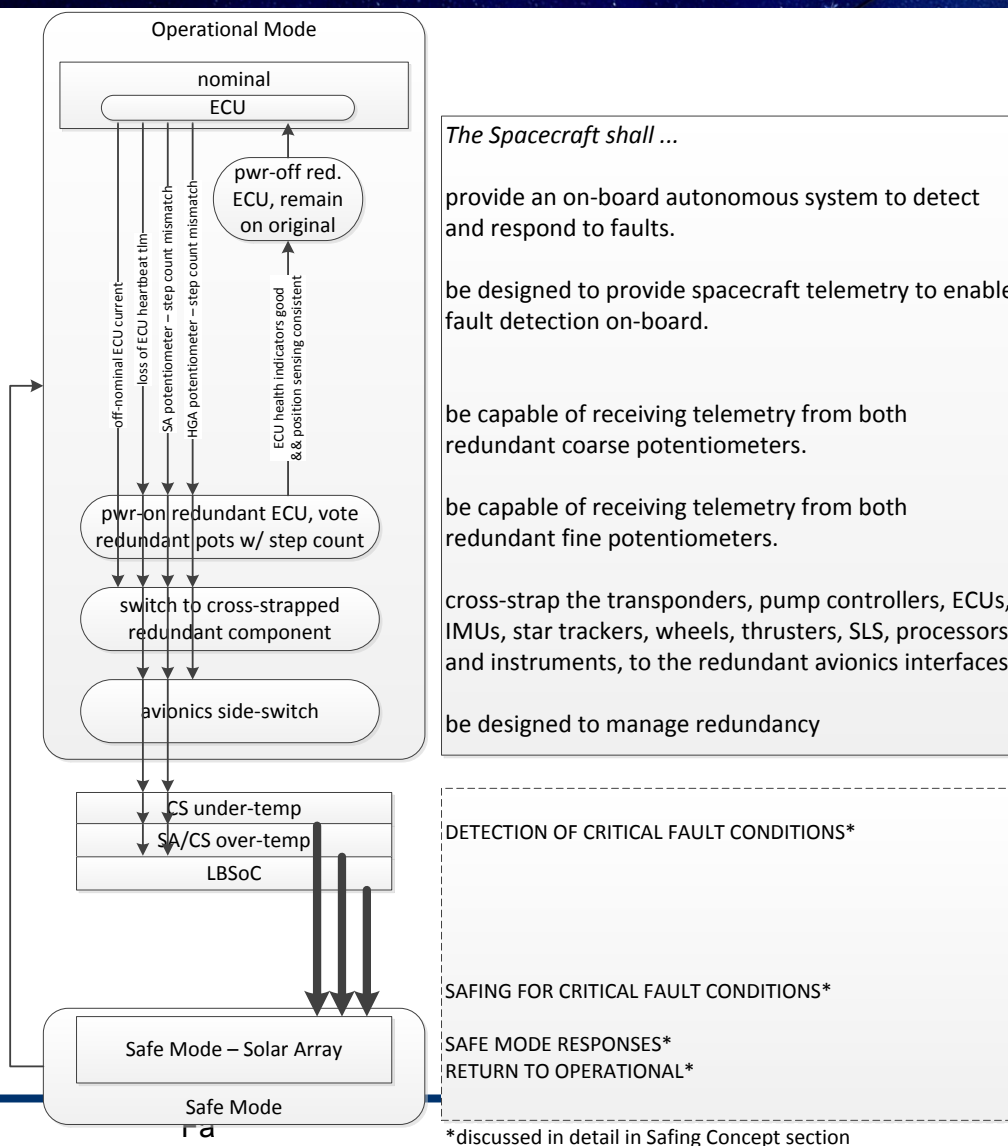 Operational Mode
nominal
ECU
pwr-off red.
ECU, remain
on original
off-nominal ECU current
loss of ECU heartbeat tlm
SA potentiometer – step count mismatch
HGA potentiometer – step count mismatch
ECU health indicators good
&& position sensing consistent
pwr-on redundant ECU, vote
redundant pots w/ step count
switch to cross-strapped
redundant component
avionics side-switch
CS under-temp
SA/CS over-temp
LBSoC
Safe Mode – Solar Array
Safe Mode
Fa
The Spacecraft shall ...
provide an on-board autonomous system to detect
and respond to faults.
be designed to provide spacecraft telemetry to enable
fault detection on-board.
be capable of receiving telemetry from both
redundant coarse potentiometers.
be capable of receiving telemetry from both
redundant fine potentiometers.
cross-strap the transponders, pump controllers, ECUs,
IMUs, star trackers, wheels, thrusters, SLS, processors
and instruments, to the redundant avionics interfaces
be designed to manage redundancy
DETECTION OF CRITICAL FAULT CONDITIONS*
SAFING FOR CRITICAL FAULT CONDITIONS*
SAFE MODE RESPONSES*
RETURN TO OPERATIONAL*
*discussed in detail in Safing Concept section